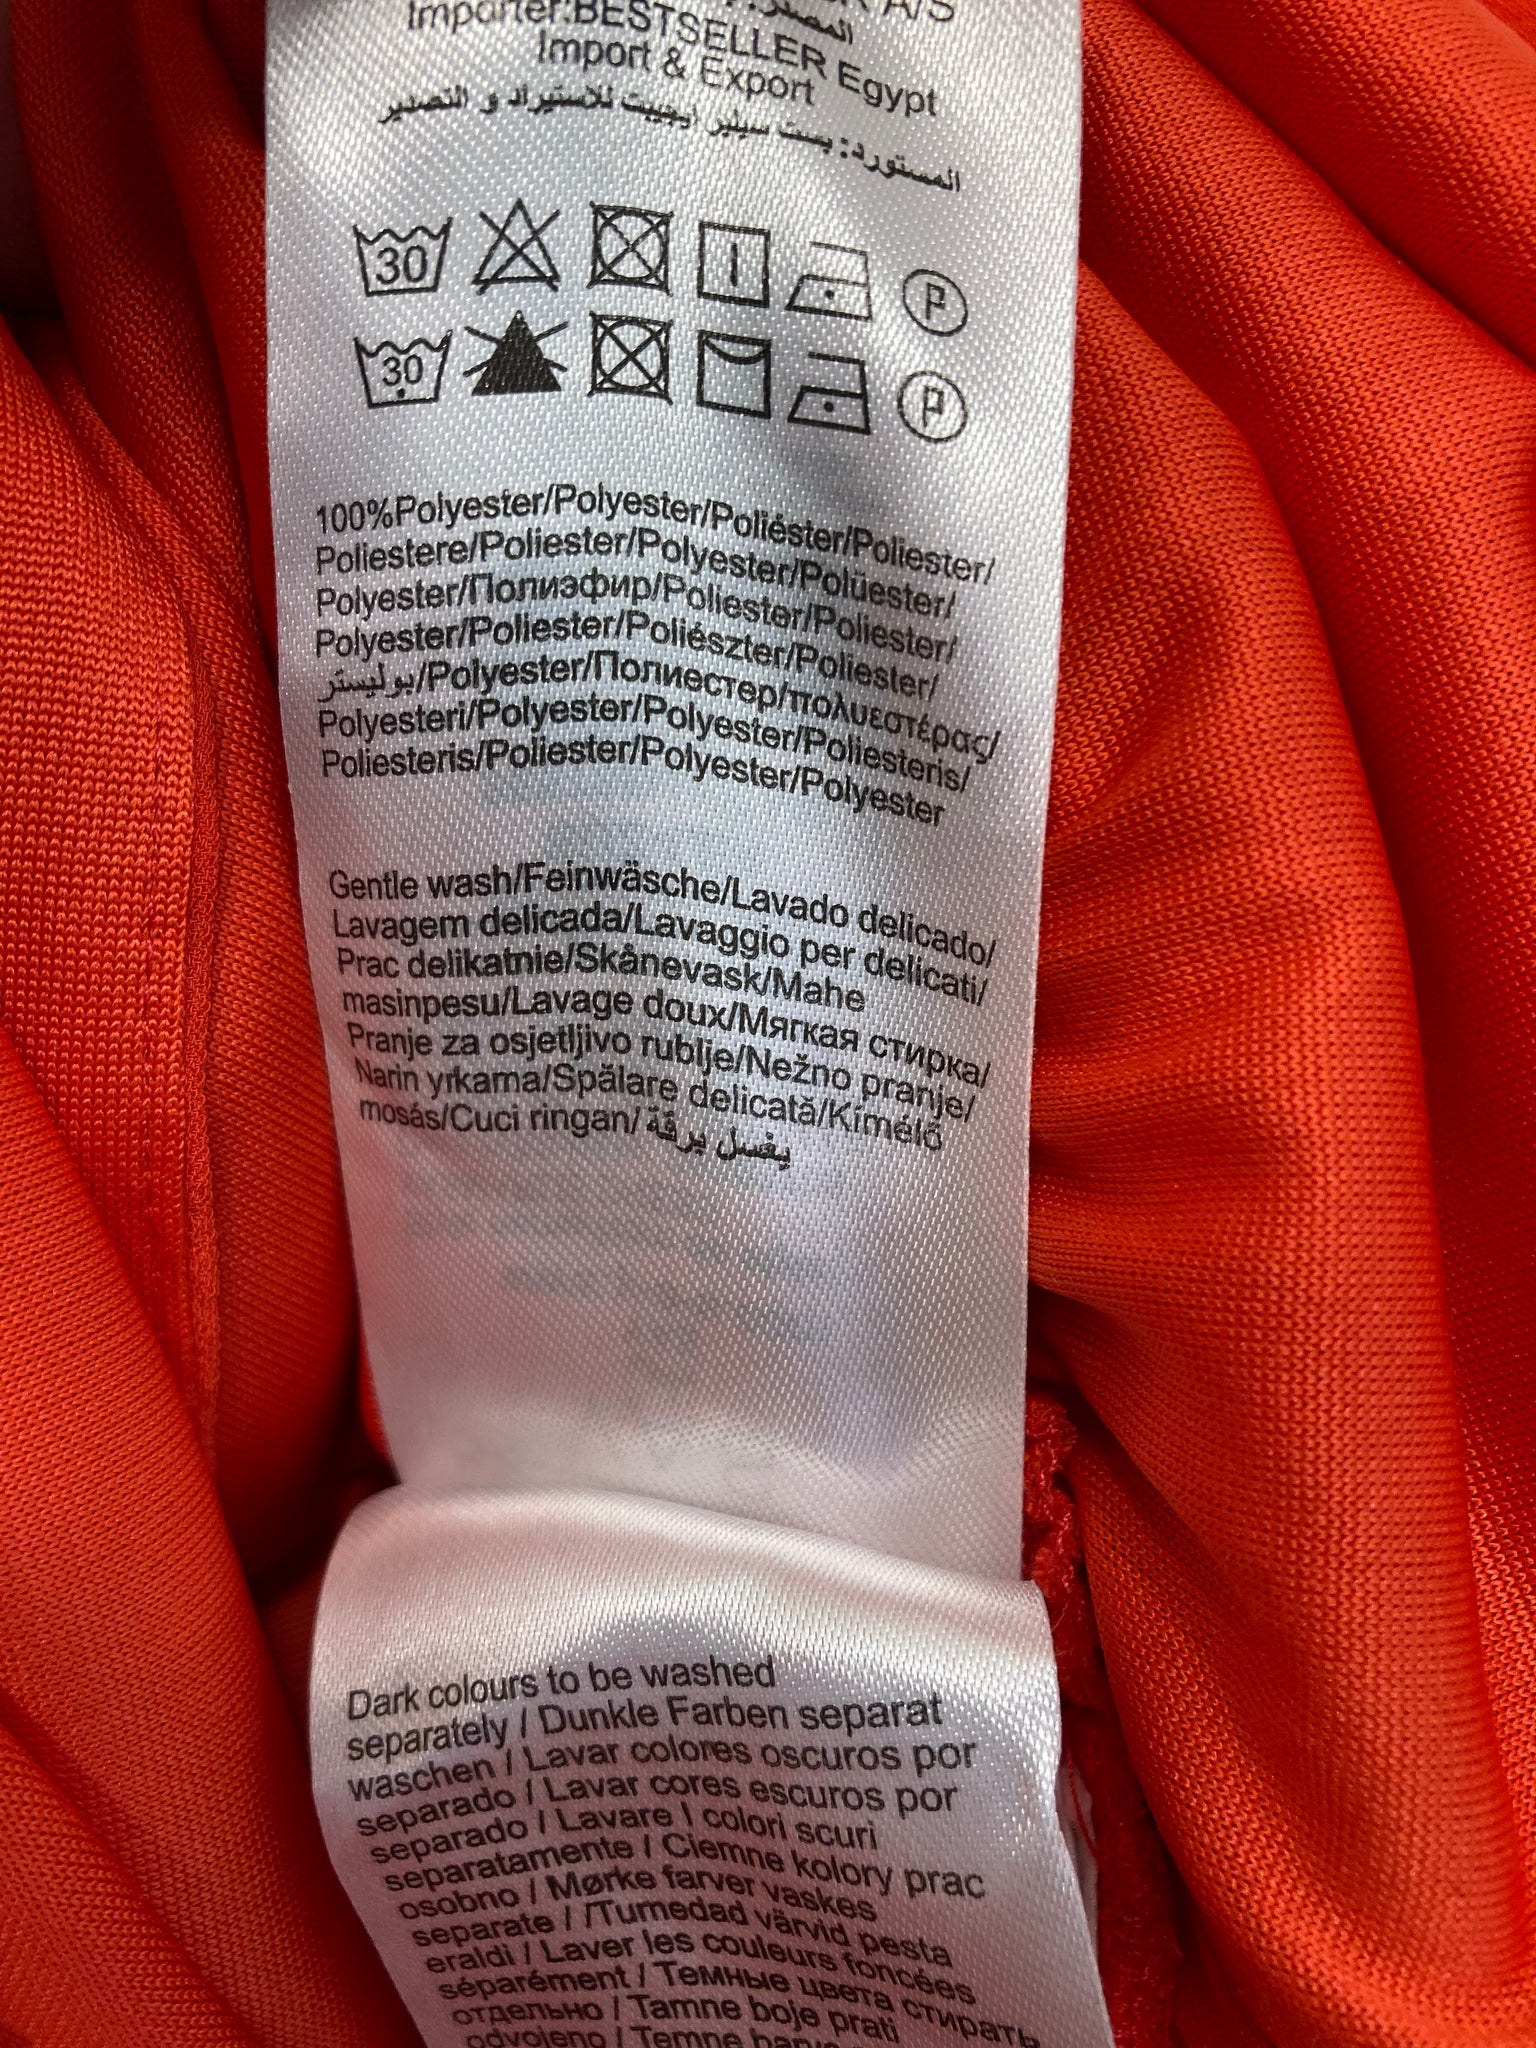 A/S
المصدر:
Importer:BESTSELLER Egypt
Import & Export
المستورد: بست سيلر ايجيبت للاستيراد و التصدير
30
P
30
P
100%Polyester/Polyester/Poliéster/Poliester/
Poliestere/Poliester/Polyester/Polüester/
Polyester/Полиэфир/Poliester/Poliester/
Polyester/Poliester/Poliészter/Poliester/
بوليستر/Polyester/Полиестер/πολυεστέρας/
Polyesteri/Polyester/Polyester/Poliesteris/
Poliesteris/Poliester/Polyester/Polyester
Gentle wash/Feinwäsche/Lavado delicado/
Lavagem delicada/Lavaggio per delicati/
Prac delikatnie/Skånevask/Mahe
masinpesu/Lavage doux/Мягкая стирка/
Pranje za osjetljivo rublje/Nežno pranje/
Narin yıkama/Spălare delicată/Kímélő
mosás/Cuci ringan/ يغسل برقة
Dark colours to be washed
separately / Dunkle Farben separat
waschen / Lavar colores oscuros por
separado / Lavar cores escuros por
separado / Lavare I colori scuri
separatamente / Ciemne kolory prac
osobno / Mørke farver vaskes
separate / /Tumedad värvid pesta
eraldi / Laver les couleurs foncées
séparément / Темные цвета стирать
отдельно / Tamne boje prati
odvojeno / Temne